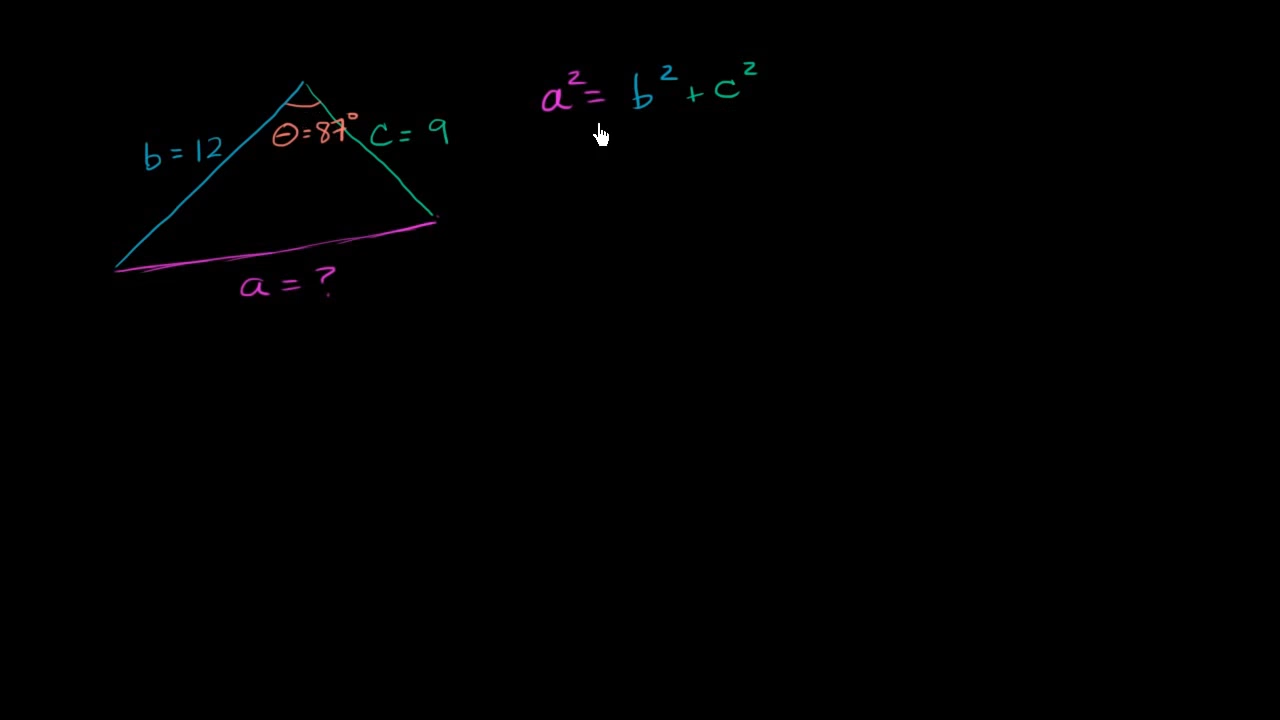 a² = b² + c²
b = 12
θ = 87°
c = 9
a = ?